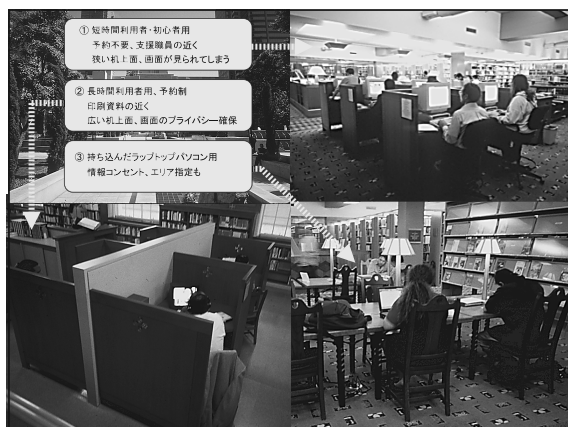 ① 短時間利用者・初心者用
予約不要、支援職員の近く
狭い机上面、画面が見られてしまう
② 長時間利用者用、予約制
印刷資料の近く
広い机上面、画面のプライバシー確保
③ 持ち込んだラップトップパソコン用
情報コンセント、エリア指定も